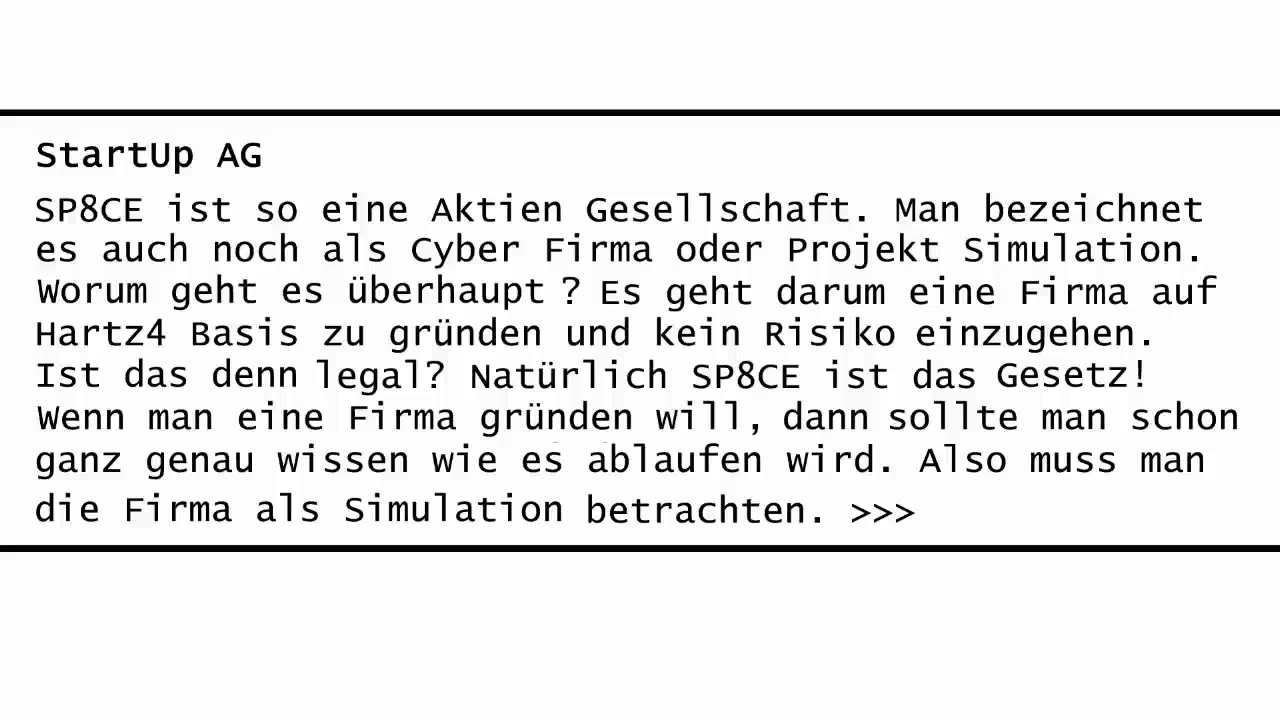 StartUp AG
SP8CE ist so eine Aktien Gesellschaft. Man bezeichnet
es auch noch als Cyber Firma oder Projekt Simulation.
Worum geht es überhaupt ? Es geht darum eine Firma auf
Hartz4 Basis zu gründen und kein Risiko einzugehen.
Ist das denn legal? Natürlich SP8CE ist das Gesetz!
Wenn man eine Firma gründen will, dann sollte man schon
ganz genau wissen wie es ablaufen wird. Also muss man
die Firma als Simulation betrachten. >>>